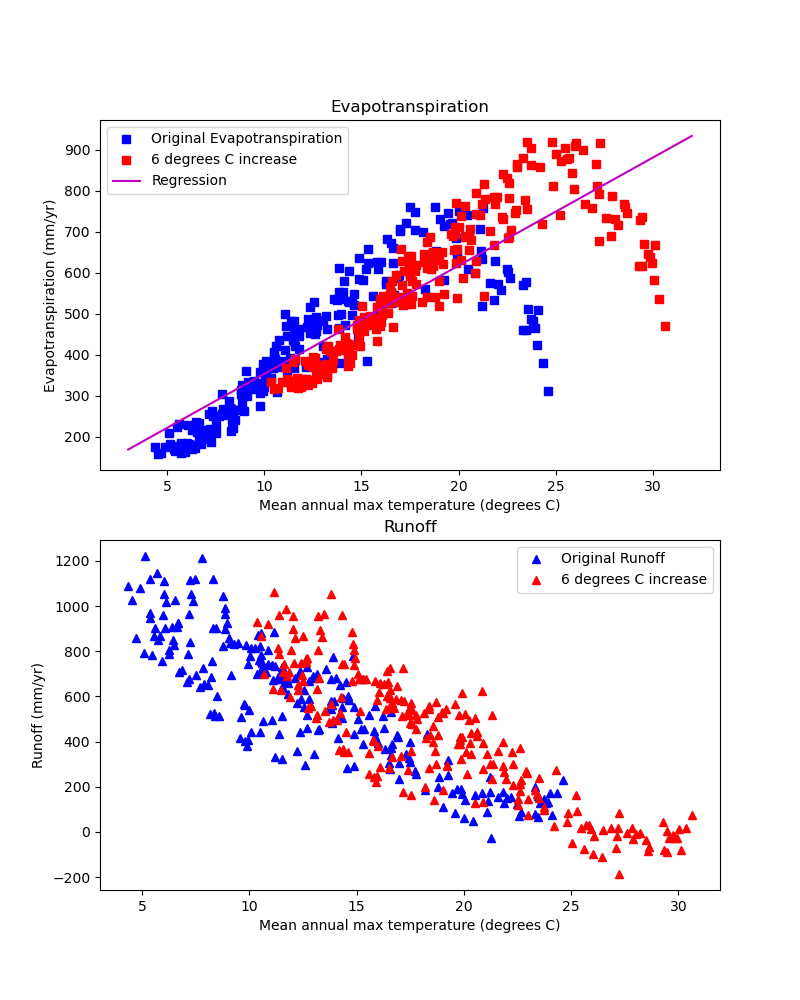 Evapotranspiration
Original Evapotranspiration
6 degrees C increase
Regression
900
800
700
600
500
400
300
200
Evapotranspiration (mm/yr)
5 10 15 20 25 30
Mean annual max temperature (degrees C)
Runoff
Original Runoff
6 degrees C increase
1200
1000
800
600
400
200
0
−200
Runoff (mm/yr)
5 10 15 20 25 30
Mean annual max temperature (degrees C)